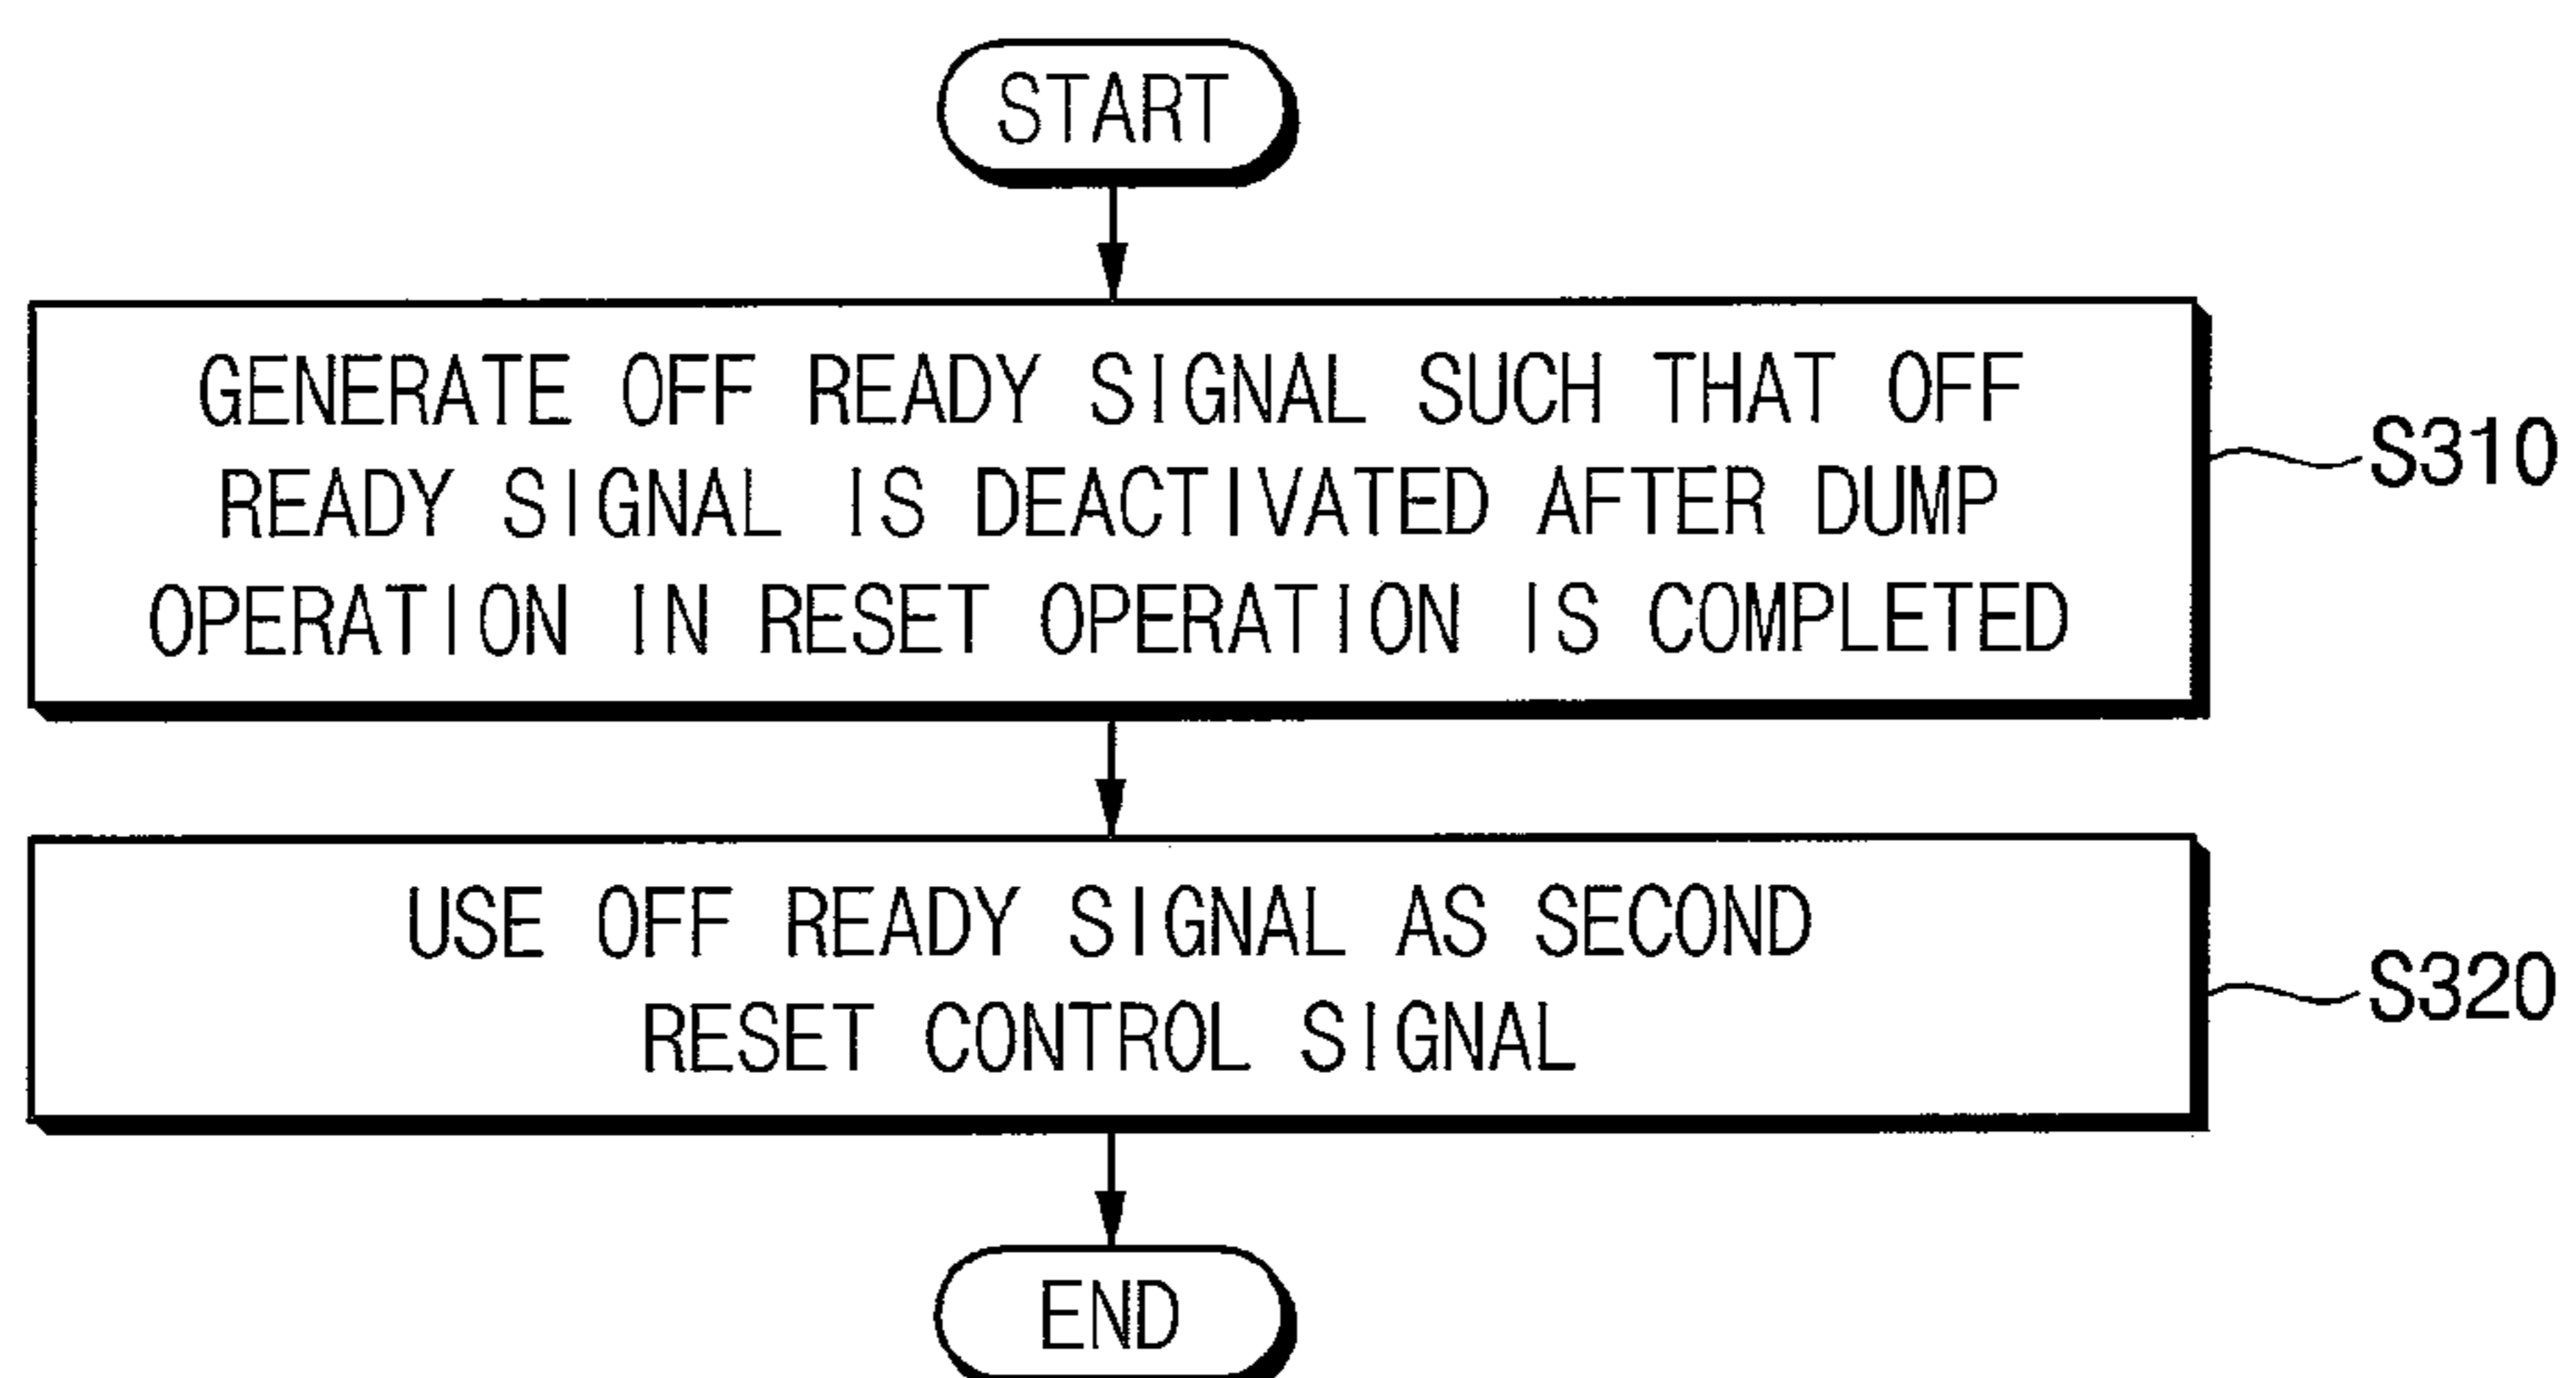 START
GENERATE OFF READY SIGNAL SUCH THAT OFF
READY SIGNAL IS DEACTIVATED AFTER DUMP
OPERATION IN RESET OPERATION IS COMPLETED
S310
USE OFF READY SIGNAL AS SECOND
RESET CONTROL SIGNAL
S320
END